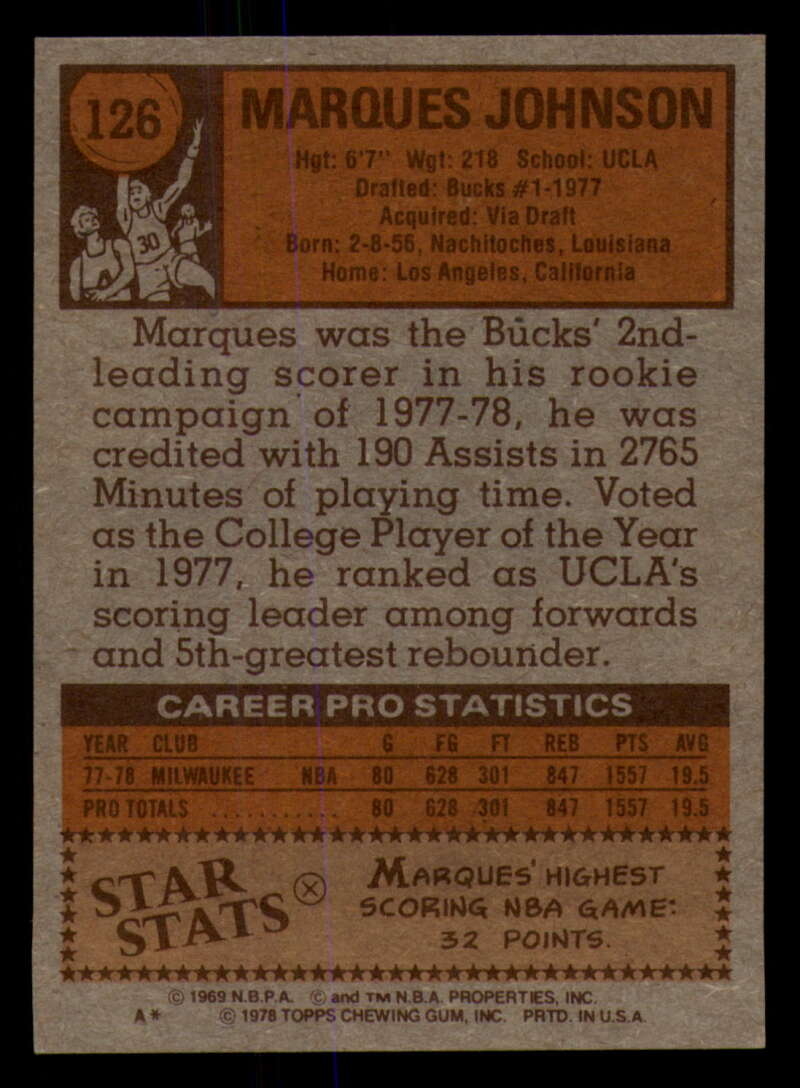 126
MARQUES JOHNSON
Hgt: 6'7" Wgt: 218 School: UCLA
Drafted: Bucks #1-1977
Acquired: Via Draft
Born: 2-8-56, Nachitoches, Louisiana
Home: Los Angeles, California
30
Marques was the Bucks' 2nd-
leading scorer in his rookie
campaign of 1977-78, he was
credited with 190 Assists in 2765
Minutes of playing time. Voted
as the College Player of the Year
in 1977, he ranked as UCLA's
scoring leader among forwards
and 5th-greatest rebounder.
CAREER PRO STATISTICS
YEAR CLUB G FG FT REB PTS AVG
77-78 MILWAUKEE NBA 80 628 301 847 1557 19.5
PRO TOTALS ........... 80 628 301 847 1557 19.5
STAR STATS
MARQUES' HIGHEST
SCORING NBA GAME:
32 POINTS.
© 1969 N.B.P.A. © and TM N.B.A. PROPERTIES, INC.
A* © 1978 TOPPS CHEWING GUM, INC. PRTD. IN U.S.A.